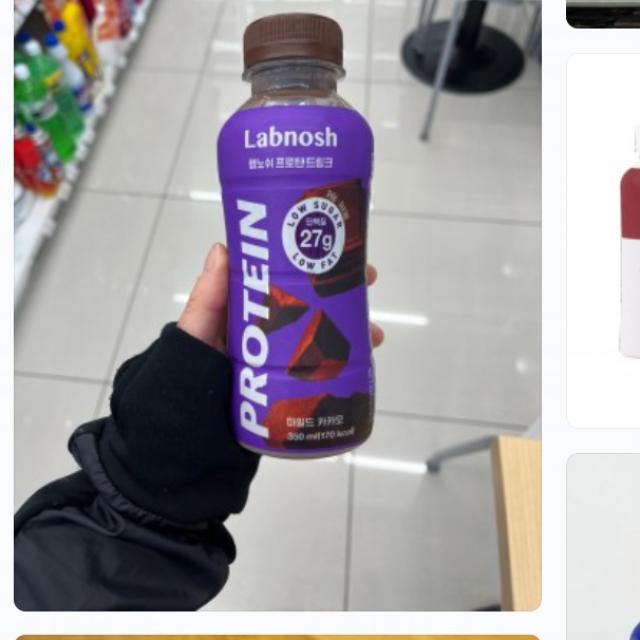 Labnosh
랩노쉬 프로틴 드링크
PROTEIN
LOW SUGAR
단백질
27g
LOW FAT
마일드 카카오
350 ml(170 kcal)